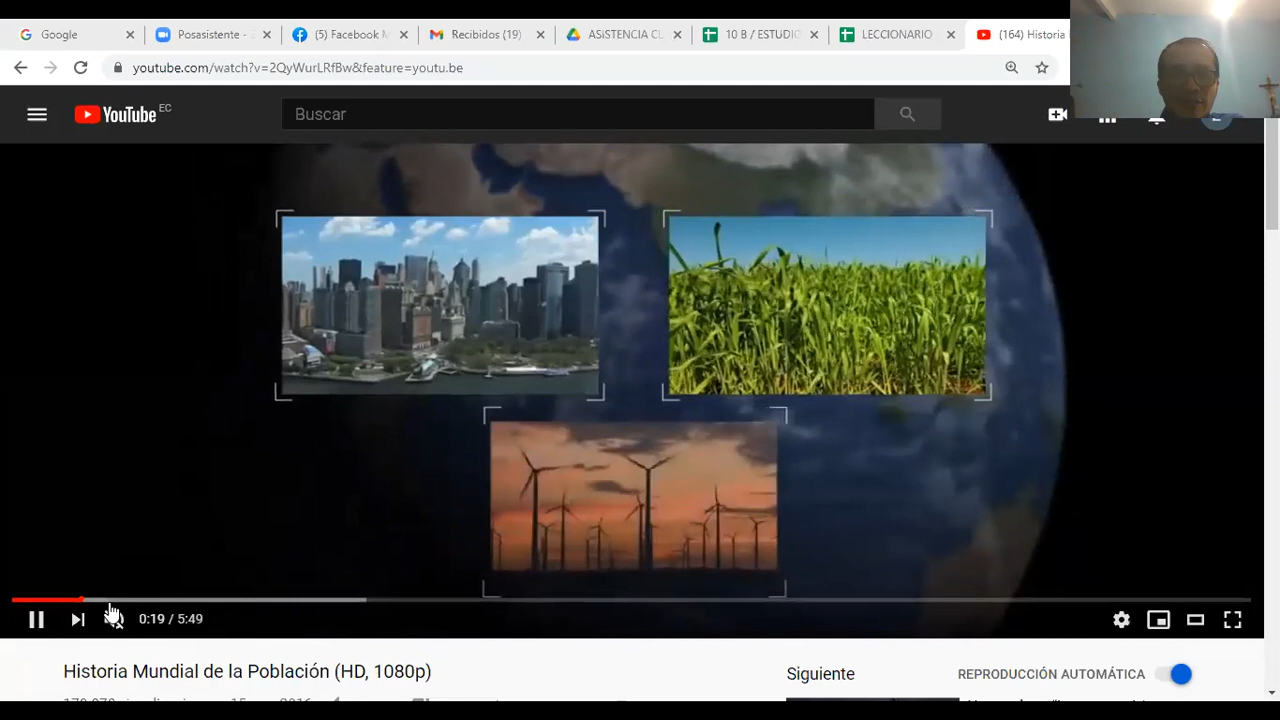 Google
Posasistente - 
(5) Facebook M
Recibidos (19)
ASISTENCIA CL
10 B / ESTUDIO
LECCIONARIO
(164) Historia
youtube.com/watch?v=2QyWurLRfBw&feature=youtu.be
YouTube EC
Buscar
0:19 / 5:49
Historia Mundial de la Población (HD, 1080p)
Siguiente
REPRODUCCIÓN AUTOMÁTICA